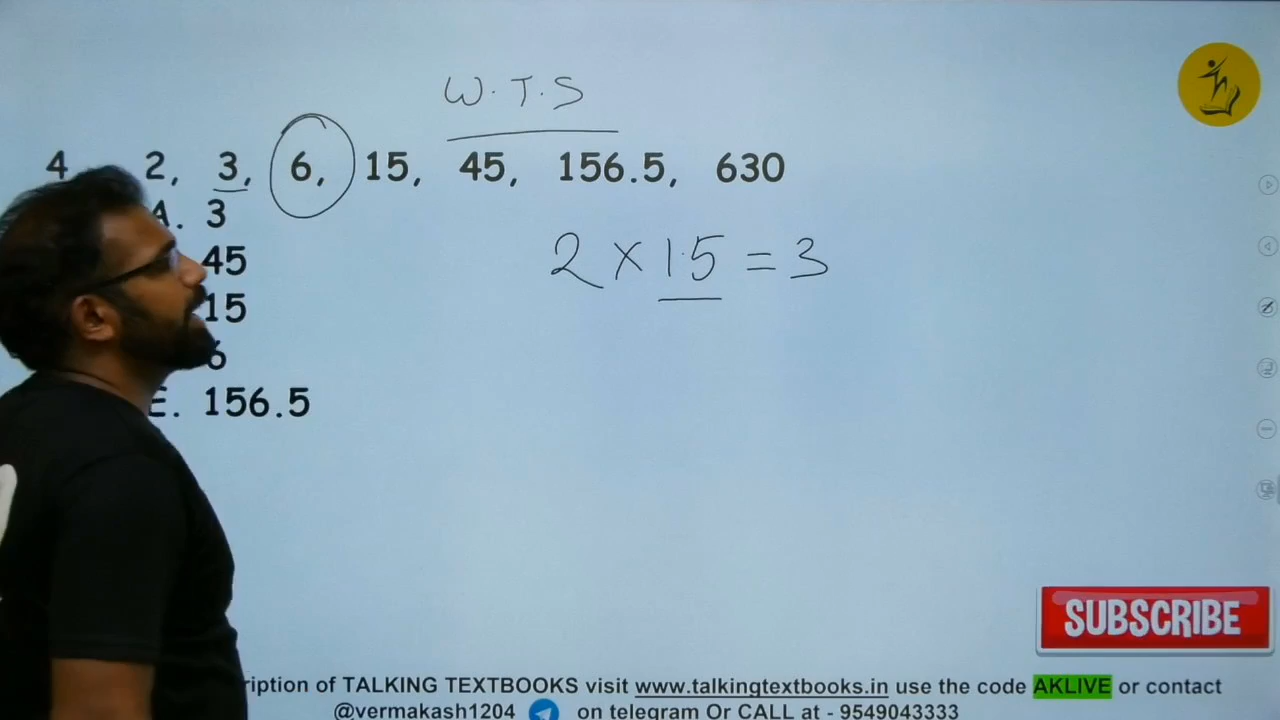 W.T.S
4. 2, 3, 6, 15, 45, 156.5, 630
A. 3
45
15
6
E. 156.5
2 × 1.5 = 3
SUBSCRIBE
of TALKING TEXTBOOKS visit www.talkingtextbooks.in use the code AKLIVE or contact
@vermakash1204 on telegram Or CALL at - 9549043333